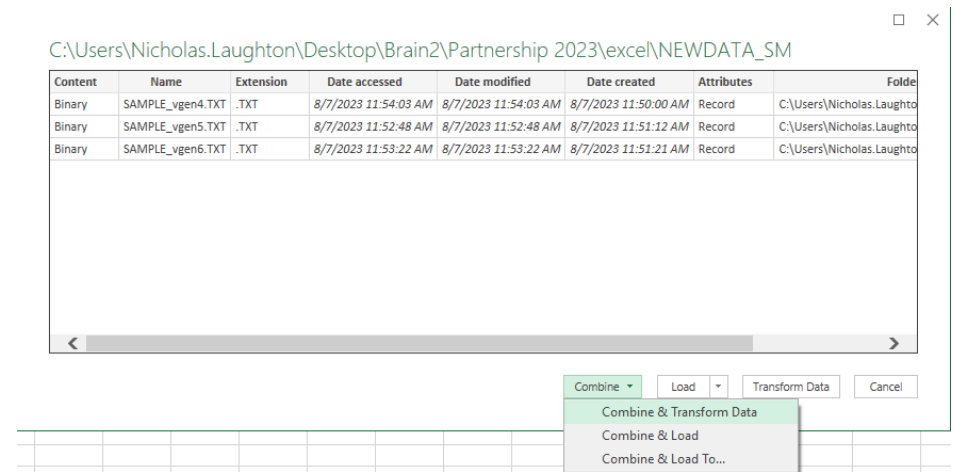 C:\Users\Nicholas.Laughton\Desktop\Brain2\Partnership 2023\excel\NEWDATA_SM
Content Name Extension Date accessed Date modified Date created Attributes Folde
Binary SAMPLE_vgen4.TXT .TXT 8/7/2023 11:54:03 AM 8/7/2023 11:54:03 AM 8/7/2023 11:50:00 AM Record C:\Users\Nicholas.Laughto
Binary SAMPLE_vgen5.TXT .TXT 8/7/2023 11:52:48 AM 8/7/2023 11:52:48 AM 8/7/2023 11:51:12 AM Record C:\Users\Nicholas.Laughto
Binary SAMPLE_vgen6.TXT .TXT 8/7/2023 11:53:22 AM 8/7/2023 11:53:22 AM 8/7/2023 11:51:21 AM Record C:\Users\Nicholas.Laughto
Combine Load Transform Data Cancel
Combine & Transform Data
Combine & Load
Combine & Load To...